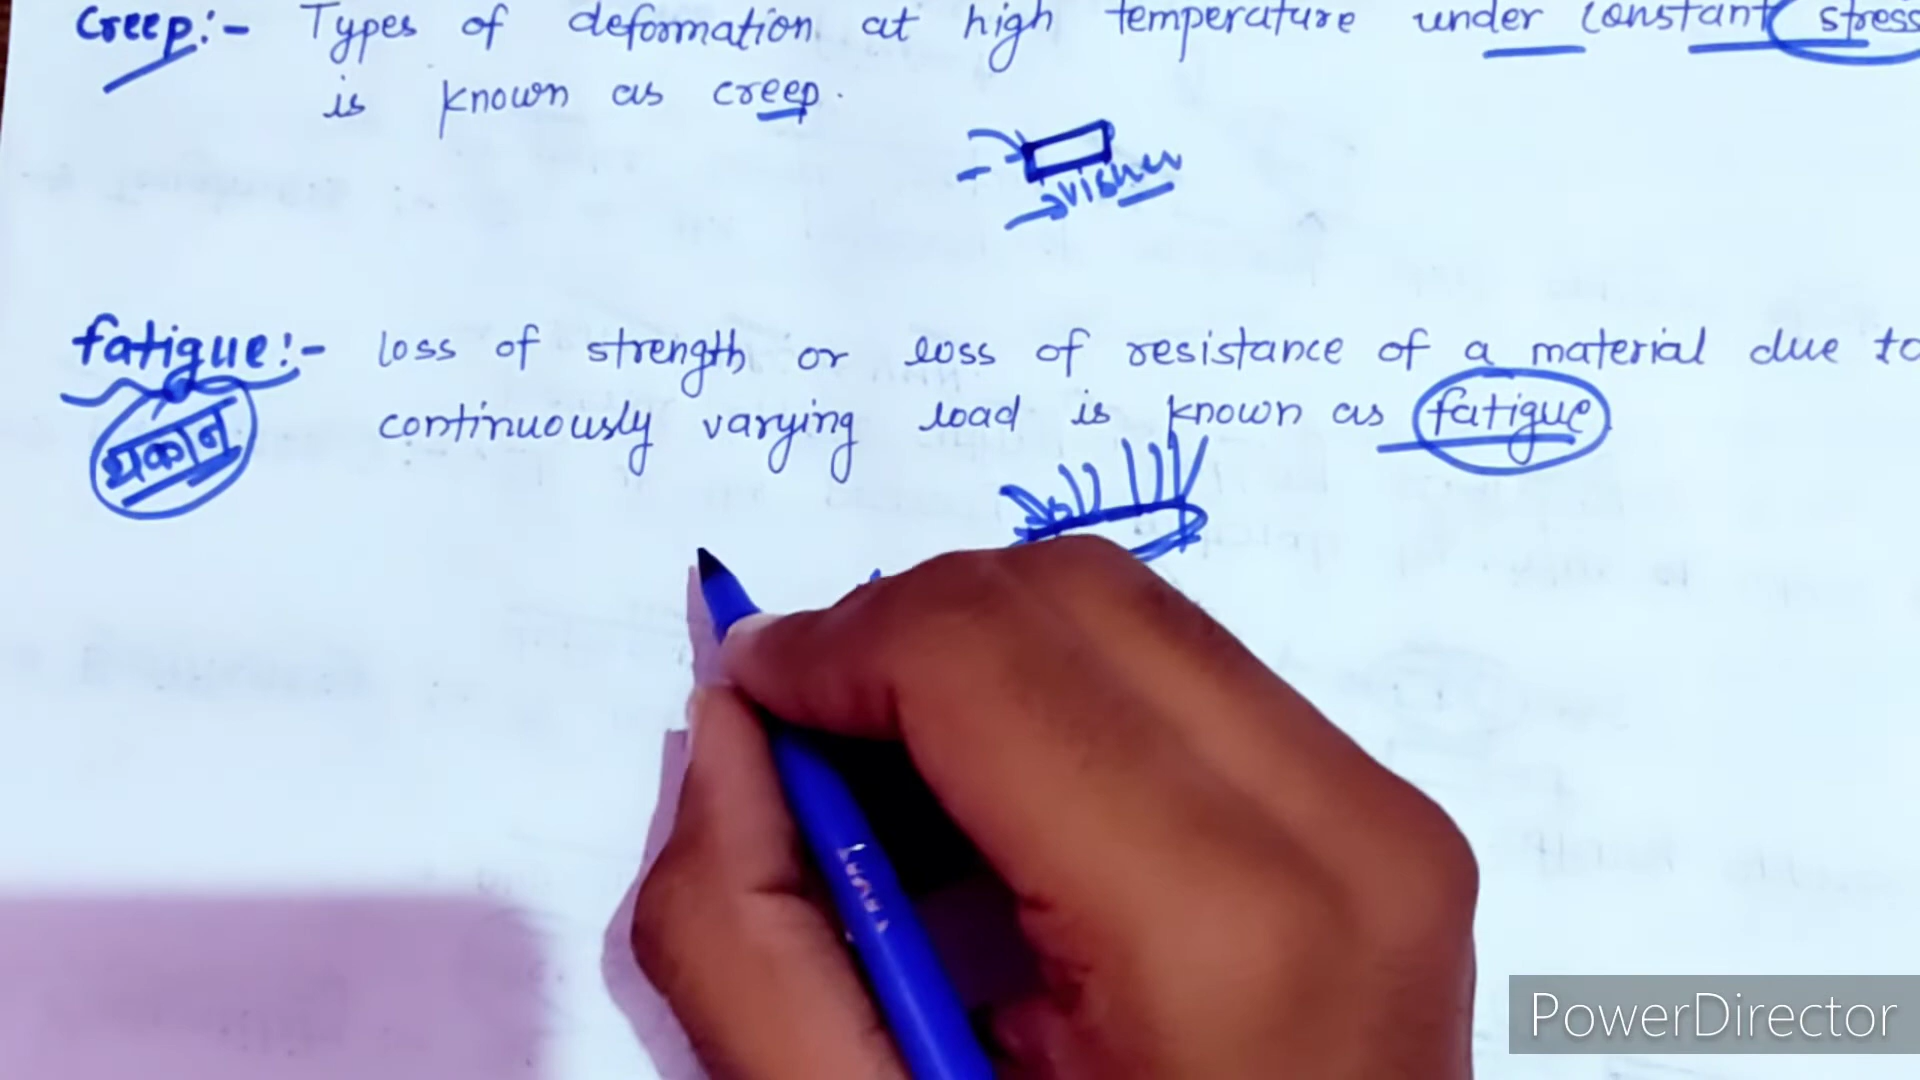 Creep:- Types of deformation at high temperature under constant stress
is known as creep.
fatigue:- loss of strength or loss of resistance of a material due to
थकान
continuously varying load is known as fatigue
PowerDirector